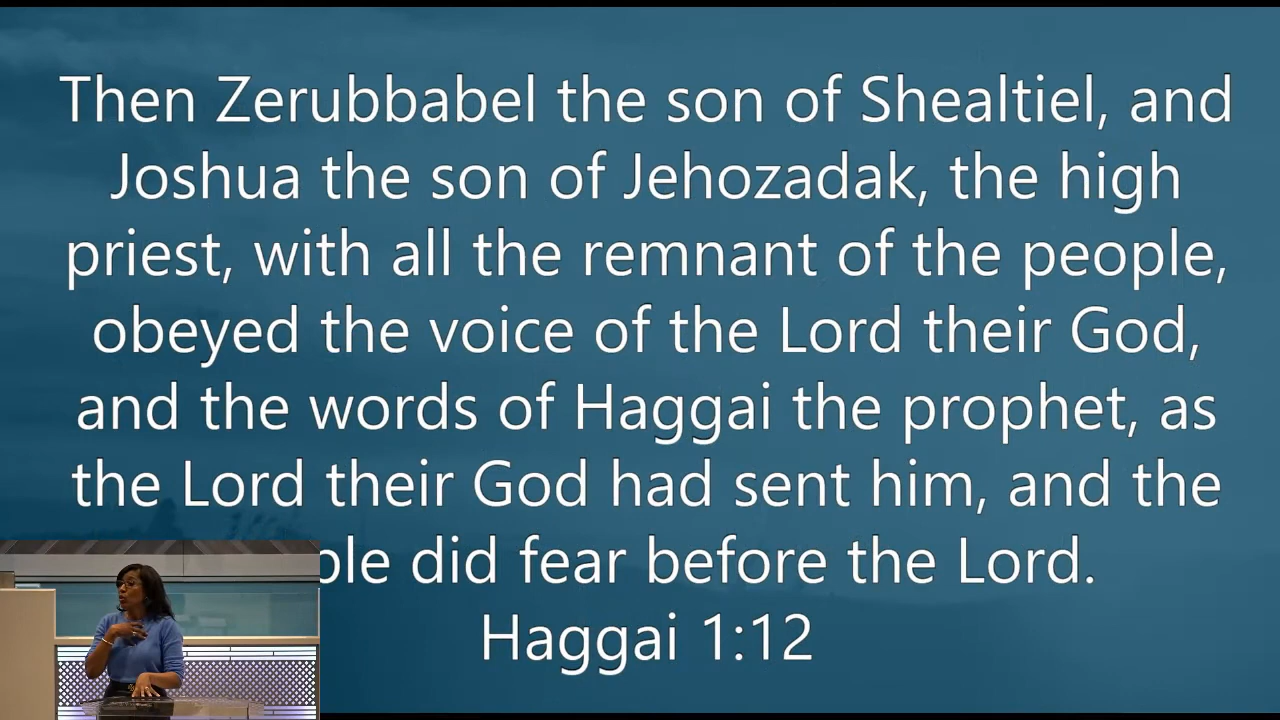 Then Zerubbabel the son of Shealtiel, and
Joshua the son of Jehozadak, the high
priest, with all the remnant of the people,
obeyed the voice of the Lord their God,
and the words of Haggai the prophet, as
the Lord their God had sent him, and the
did fear before the Lord.
Haggai 1:12